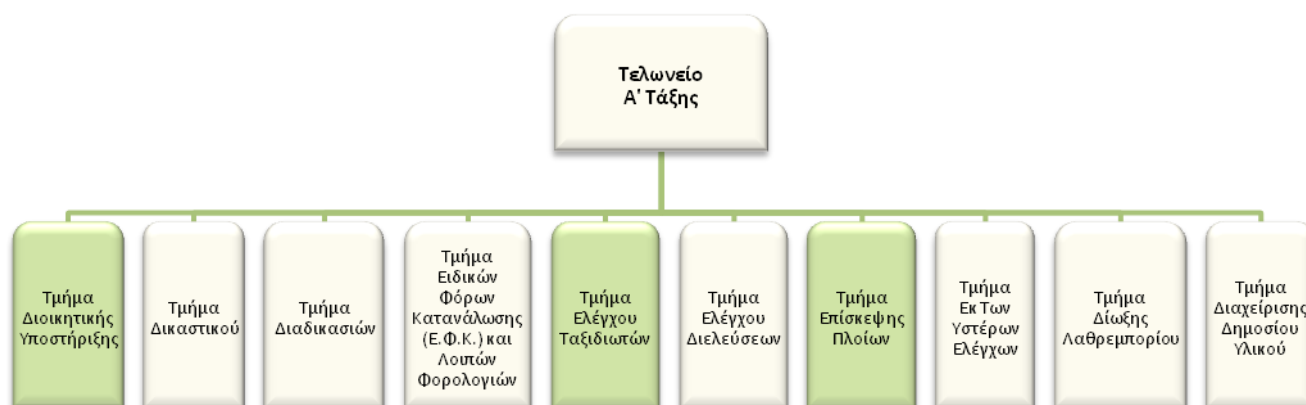 Τελωνείο
Α' Τάξης
Τμήμα
Διοικητικής
Υποστήριξης
Τμήμα
Δικαστικού
Τμήμα
Διαδικασιών
Τμήμα
Ειδικών
Φόρων
Κατανάλωσης
(Ε.Φ.Κ.) και
Λοιπών
Φορολογιών
Τμήμα
Ελέγχου
Ταξιδιωτών
Τμήμα
Ελέγχου
Διελεύσεων
Τμήμα
Επίσκεψης
Πλοίων
Τμήμα
Εκ Των
Υστέρων
Ελέγχων
Τμήμα
Δίωξης
Λαθρεμπορίου
Τμήμα
Διαχείρισης
Δημοσίου
Υλικού